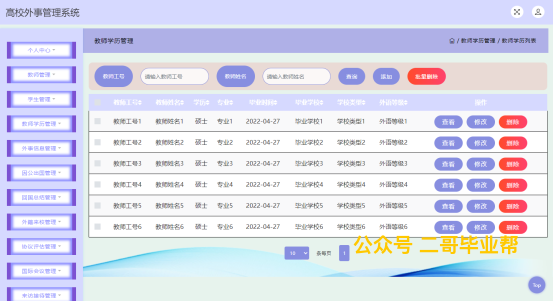 高校外事管理系统
教师学历管理
/ 教师学历管理 / 教师学历列表
个人中心
教师管理
学生管理
教师学历管理
外事信息管理
因公出国管理
回国总结管理
外籍来校管理
协议评估管理
国际会议管理
来访接待管理
教师工号 请输入教师工号 教师姓名 请输入教师姓名 查询 添加 批量删除
教师工号 教师姓名 学历 专业 毕业时间 毕业学校 学校类型 外语等级 操作
教师工号1 教师姓名1 硕士 专业1 2022-04-27 毕业学校1 学校类型1 外语等级1 查看 修改 删除
教师工号2 教师姓名2 硕士 专业2 2022-04-27 毕业学校2 学校类型2 外语等级2 查看 修改 删除
教师工号3 教师姓名3 硕士 专业3 2022-04-27 毕业学校3 学校类型3 外语等级3 查看 修改 删除
教师工号4 教师姓名4 硕士 专业4 2022-04-27 毕业学校4 学校类型4 外语等级4 查看 修改 删除
教师工号5 教师姓名5 硕士 专业5 2022-04-27 毕业学校5 学校类型5 外语等级5 查看 修改 删除
教师工号6 教师姓名6 硕士 专业6 2022-04-27 毕业学校6 学校类型6 外语等级6 查看 修改 删除
10 条每页 1
公众号 二哥毕业帮
Top